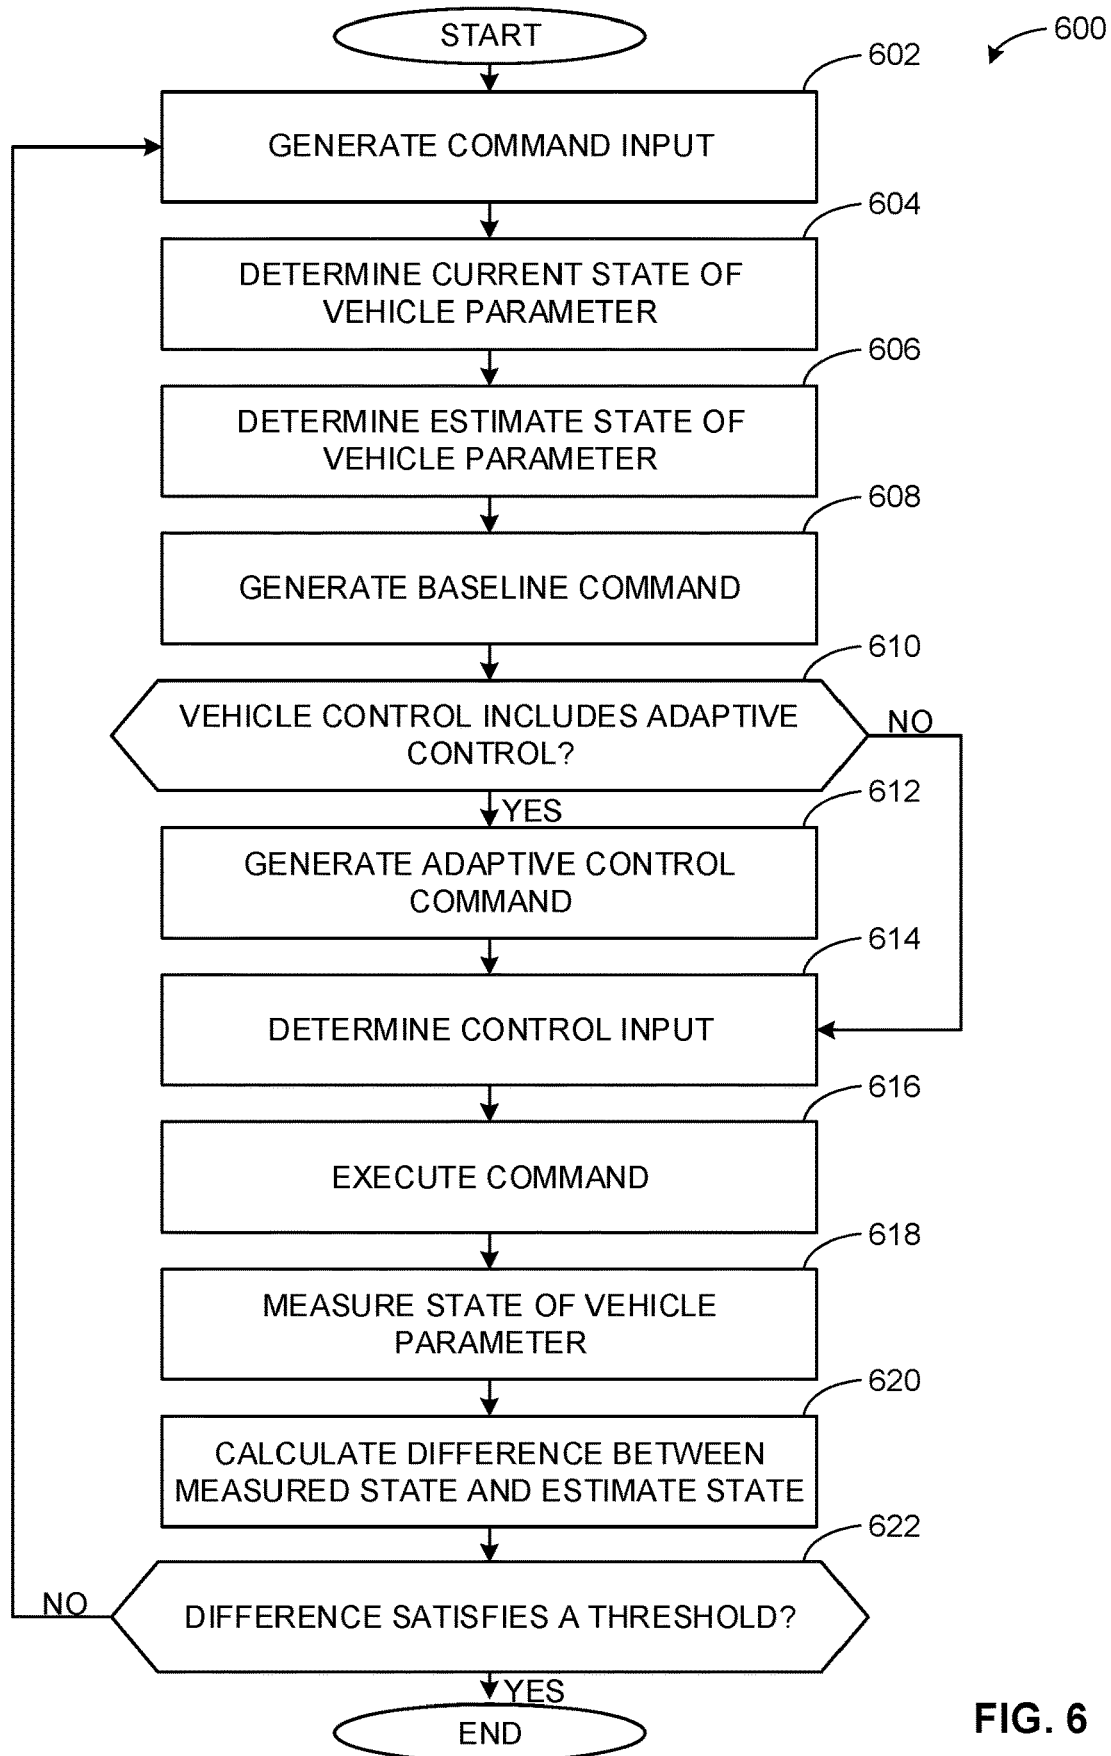 START
600
602
GENERATE COMMAND INPUT
604
DETERMINE CURRENT STATE OF
VEHICLE PARAMETER
606
DETERMINE ESTIMATE STATE OF
VEHICLE PARAMETER
608
GENERATE BASELINE COMMAND
610
VEHICLE CONTROL INCLUDES ADAPTIVE
CONTROL?
NO
YES
612
GENERATE ADAPTIVE CONTROL
COMMAND
614
DETERMINE CONTROL INPUT
616
EXECUTE COMMAND
618
MEASURE STATE OF VEHICLE
PARAMETER
620
CALCULATE DIFFERENCE BETWEEN
MEASURED STATE AND ESTIMATE STATE
622
NO
DIFFERENCE SATISFIES A THRESHOLD?
YES
END
FIG. 6